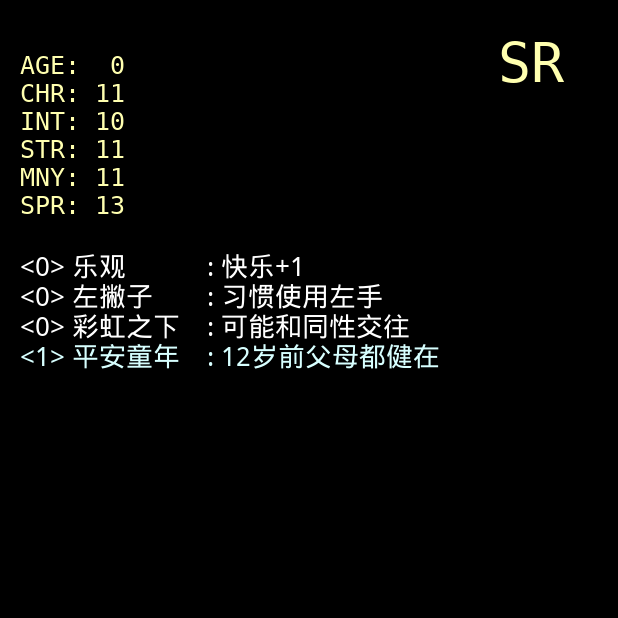 SR
AGE: 0
CHR: 11
INT: 10
STR: 11
MNY: 11
SPR: 13
<0> 乐观 : 快乐+1
<0> 左撇子 : 习惯使用左手
<0> 彩虹之下 : 可能和同性交往
<1> 平安童年 : 12岁前父母都健在